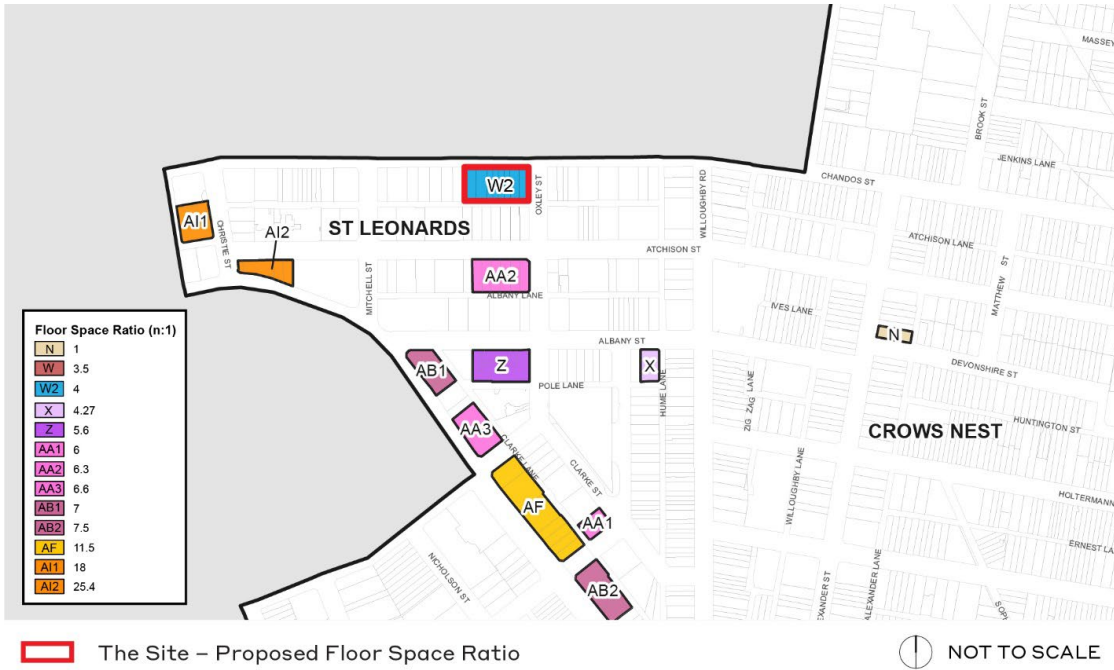 MASSEY
BROOK ST
JENKINS LANE
CHANDOS ST
W2
OXLEY ST
WILLOUGHBY RD
AI1
CHRISTIE ST
AI2
ST LEONARDS
ATCHISON ST
ATCHISON LANE
MATTHEW ST
MITCHELL ST
AA2
ALBANY LANE
IVES LANE
N
DEVONSHIRE ST
ALBANY ST
AB1
Z
X
POLE LANE
HUME LANE
ZIG ZAG LANE
HUNTINGTON ST
CROWS NEST
AA3
CLARKE LANE
CLARKE ST
WILLOUGHBY LANE
HOLTERMANN
AF
AA1
ERNEST LA
NICHOLSON ST
AB2
EXANDER ST
ALEXANDER LANE
SOPH
Floor Space Ratio (n:1)
N 1
W 3.5
W2 4
X 4.27
Z 5.6
AA1 6
AA2 6.3
AA3 6.6
AB1 7
AB2 7.5
AF 11.5
AI1 18
AI2 25.4
The Site – Proposed Floor Space Ratio
NOT TO SCALE